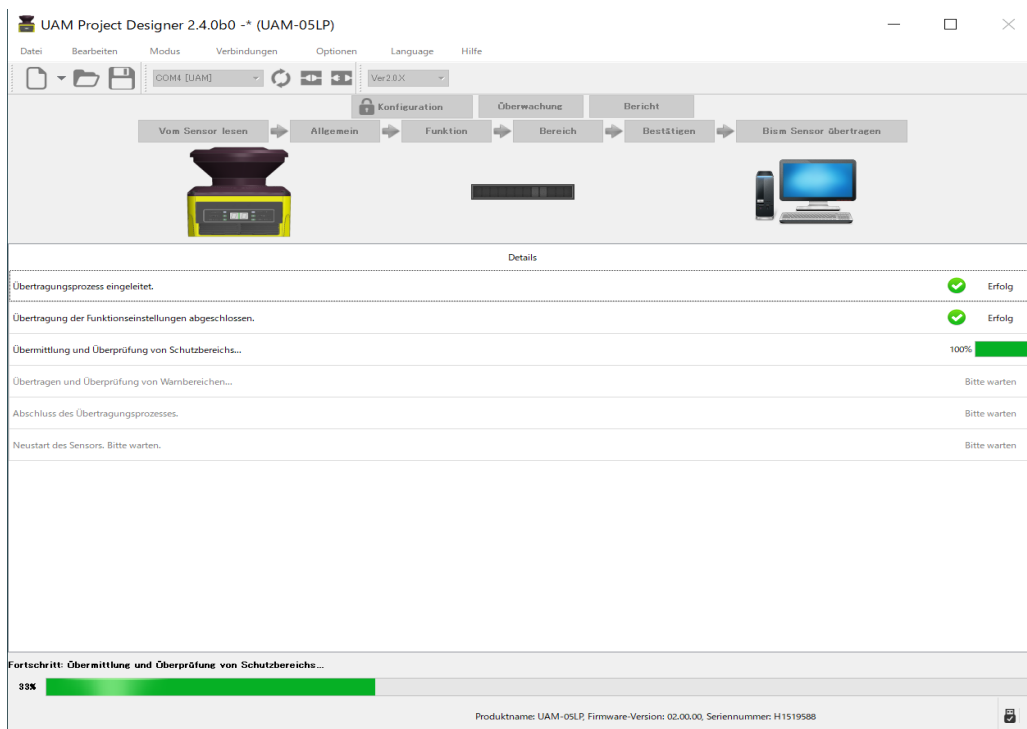 UAM Project Designer 2.4.0b0 -* (UAM-05LP)
Datei Bearbeiten Modus Verbindungen Optionen Language Hilfe
COM4 [UAM] Ver2.0.X
Konfiguration Überwachung Bericht
Vom Sensor lesen Allgemein Funktion Bereich Bestätigen Bism Sensor übertragen
Details
Übertragungsprozess eingeleitet. Erfolg
Übertragung der Funktionseinstellungen abgeschlossen. Erfolg
Übermittlung und Überprüfung von Schutzbereichs... 100%
Übertragen und Überprüfung von Warnbereichen... Bitte warten
Abschluss des Übertragungsprozesses. Bitte warten
Neustart des Sensors. Bitte warten. Bitte warten
Fortschritt: Übermittlung und Überprüfung von Schutzbereichs...
33%
Produktname: UAM-05LP, Firmware-Version: 02.00.00, Seriennummer: H1519588